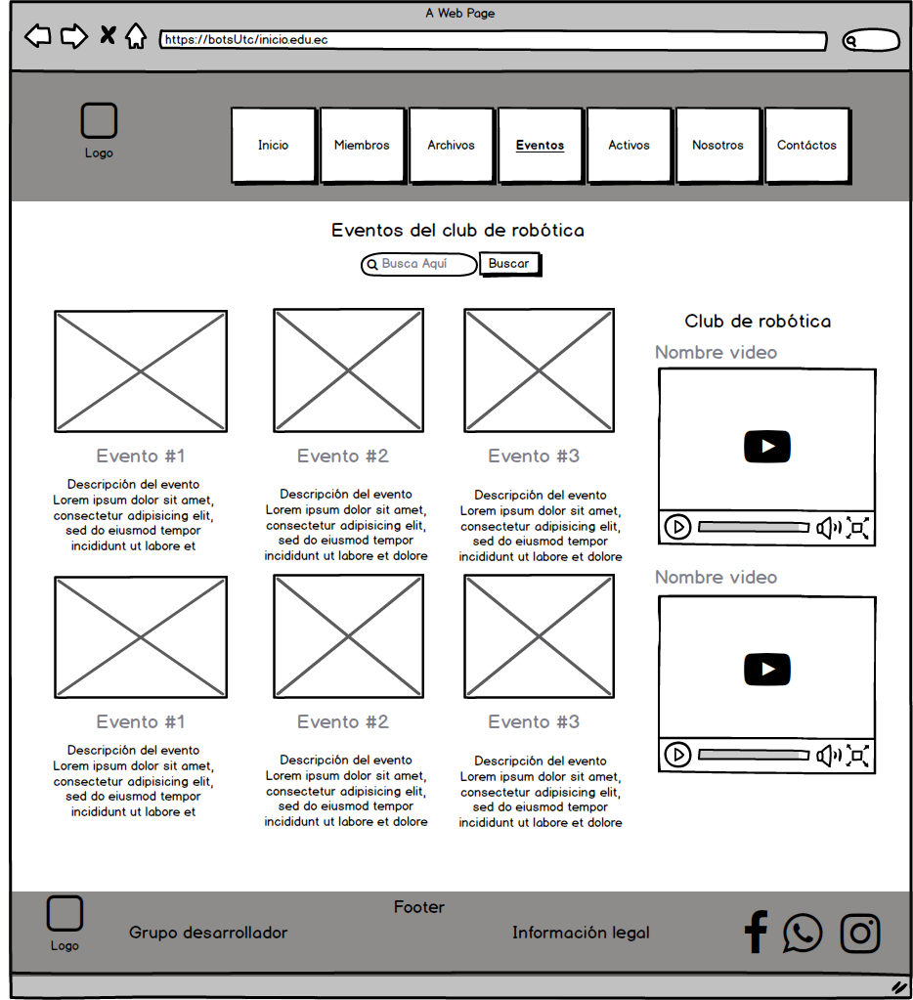 A Web Page
https://botsUtc/inicio.edu.ec
Logo
Inicio
Miembros
Archivos
Eventos
Activos
Nosotros
Contáctos
Eventos del club de robótica
Busca Aquí
Buscar
Evento #1
Descripción del evento
Lorem ipsum dolor sit amet,
consectetur adipisicing elit,
sed do eiusmod tempor
incididunt ut labore et
Evento #2
Descripción del evento
Lorem ipsum dolor sit amet,
consectetur adipisicing elit,
sed do eiusmod tempor
incididunt ut labore et dolore
Evento #3
Descripción del evento
Lorem ipsum dolor sit amet,
consectetur adipisicing elit,
sed do eiusmod tempor
incididunt ut labore et dolore
Evento #1
Descripción del evento
Lorem ipsum dolor sit amet,
consectetur adipisicing elit,
sed do eiusmod tempor
incididunt ut labore et
Evento #2
Descripción del evento
Lorem ipsum dolor sit amet,
consectetur adipisicing elit,
sed do eiusmod tempor
incididunt ut labore et dolore
Evento #3
Descripción del evento
Lorem ipsum dolor sit amet,
consectetur adipisicing elit,
sed do eiusmod tempor
incididunt ut labore et dolore
Club de robótica
Nombre video
Nombre video
Footer
Logo
Grupo desarrollador
Información legal